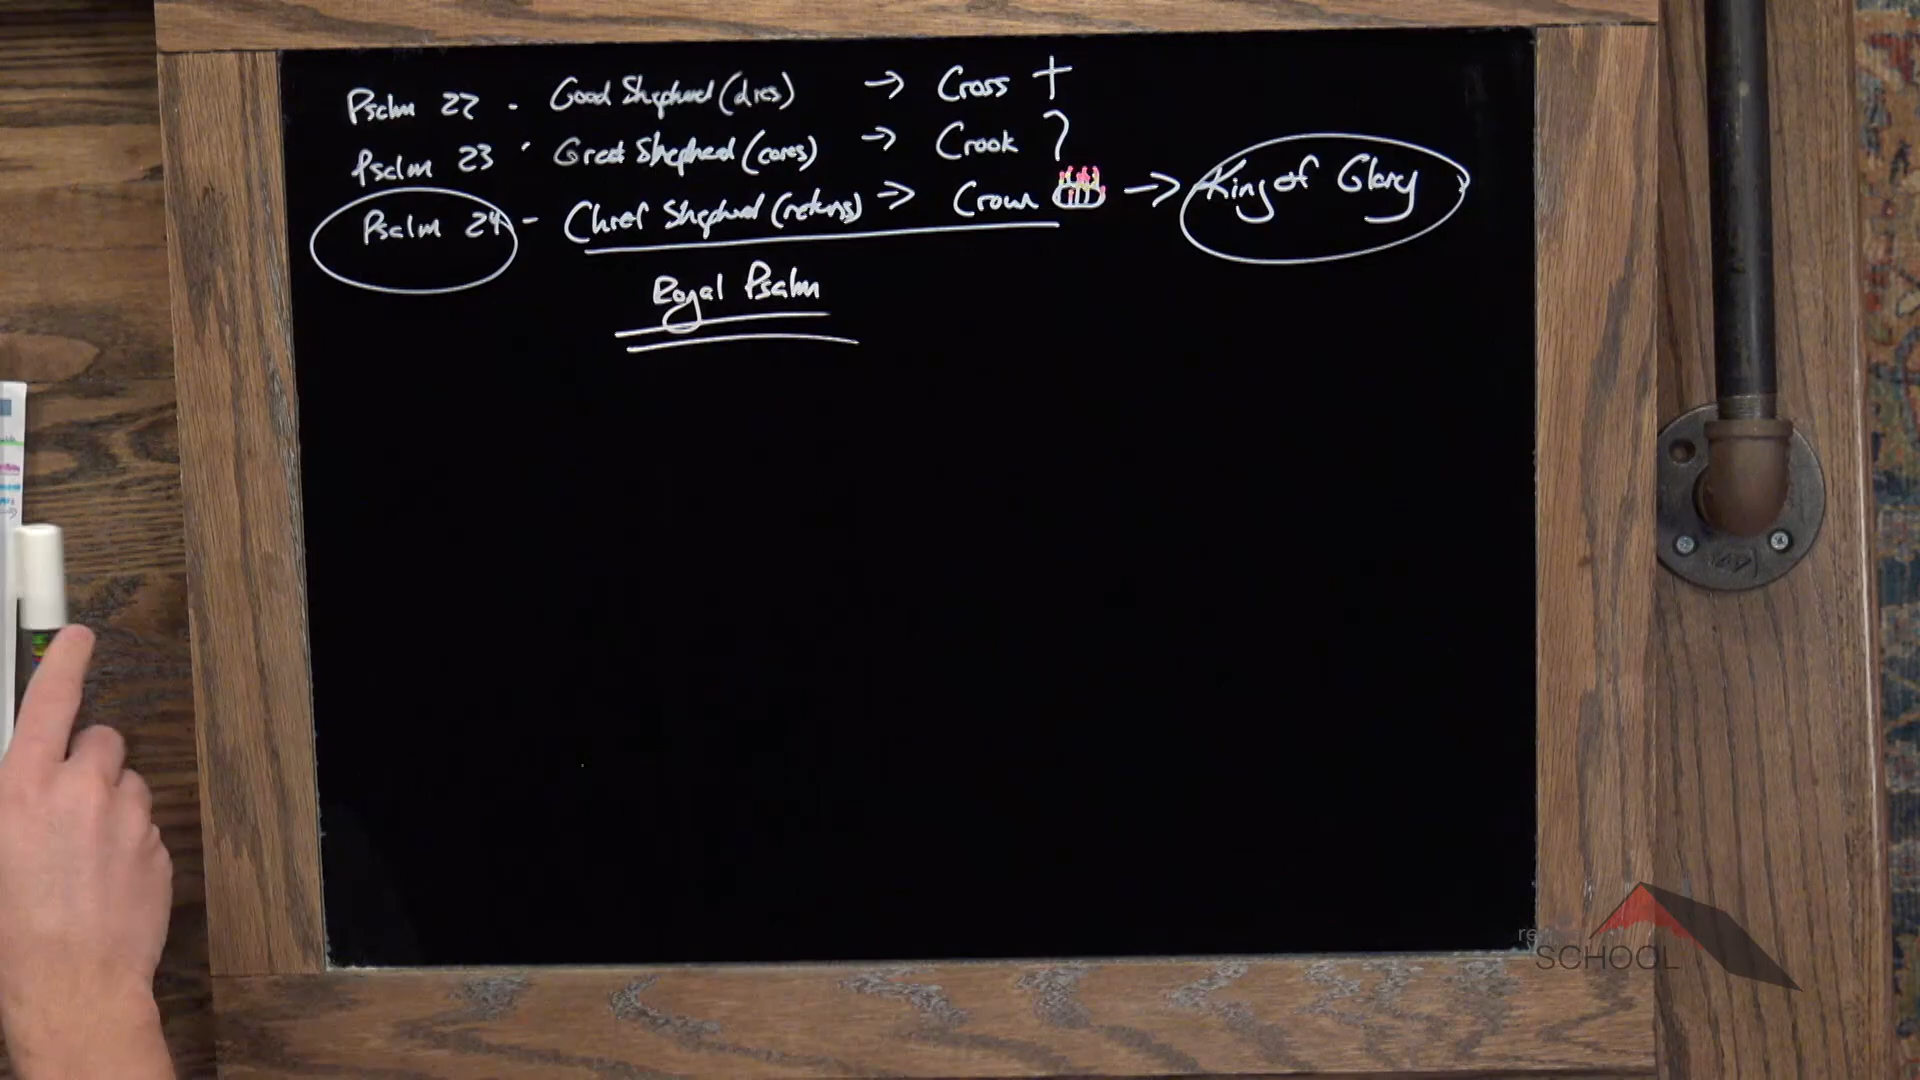 Psalm 22 - Good Shepherd (dies) → Cross
Psalm 23 - Great Shepherd (cares) → Crook
Psalm 24 - Chief Shepherd (returns) → Crown → King of Glory
Royal Psalm
SCHOOL